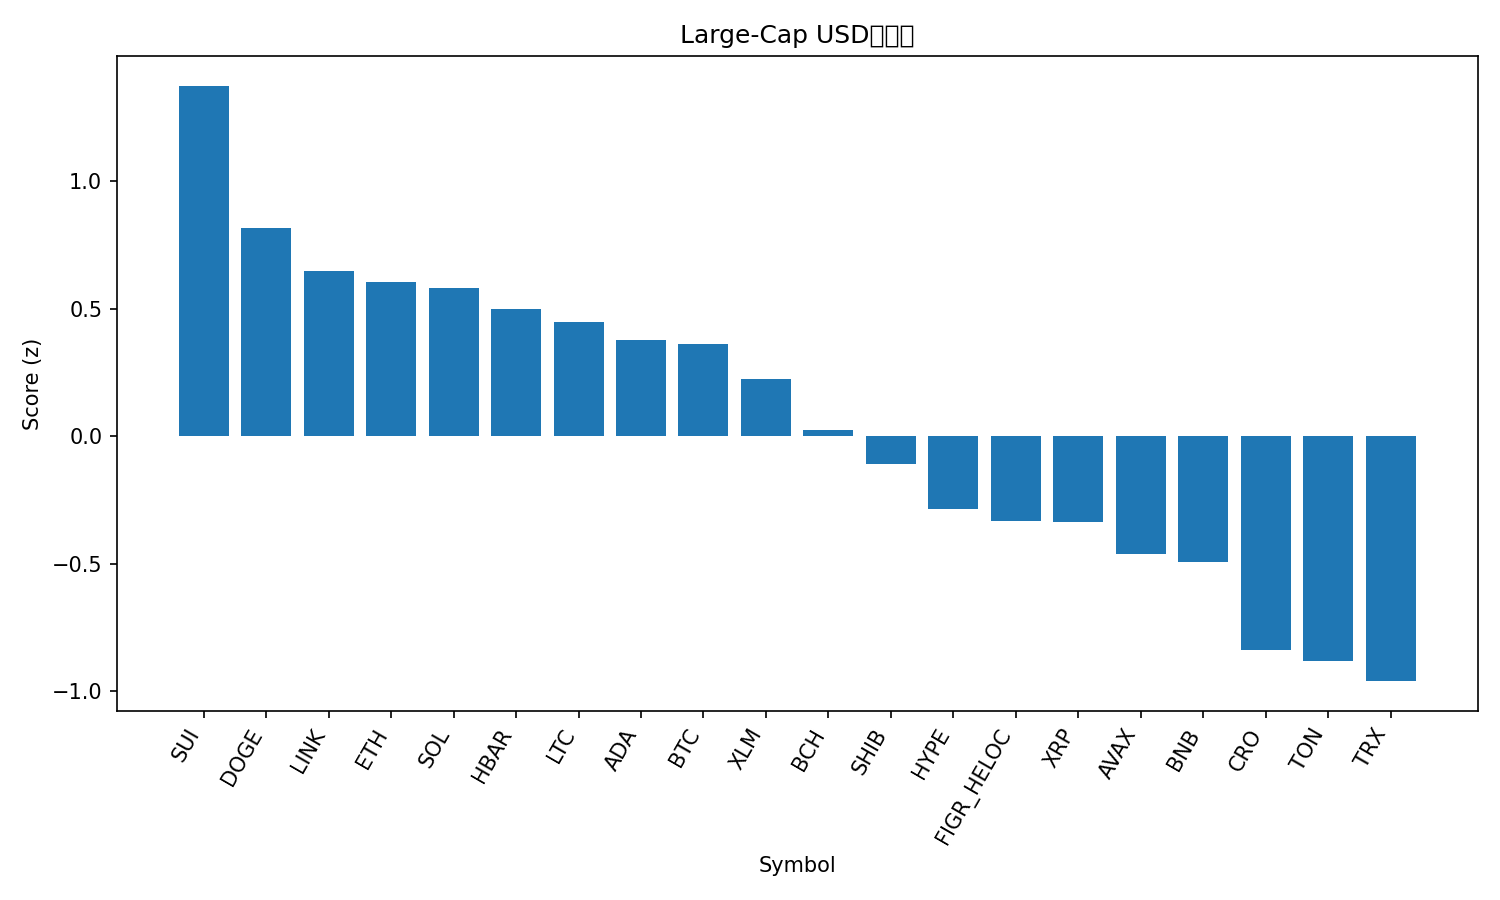 Large-Cap USD
1.0
0.5
0.0
−0.5
−1.0
Score (z)
SUI
DOGE
LINK
ETH
SOL
HBAR
LTC
ADA
BTC
XLM
BCH
SHIB
HYPE
FIGR_HELOC
XRP
AVAX
BNB
CRO
TON
TRX
Symbol